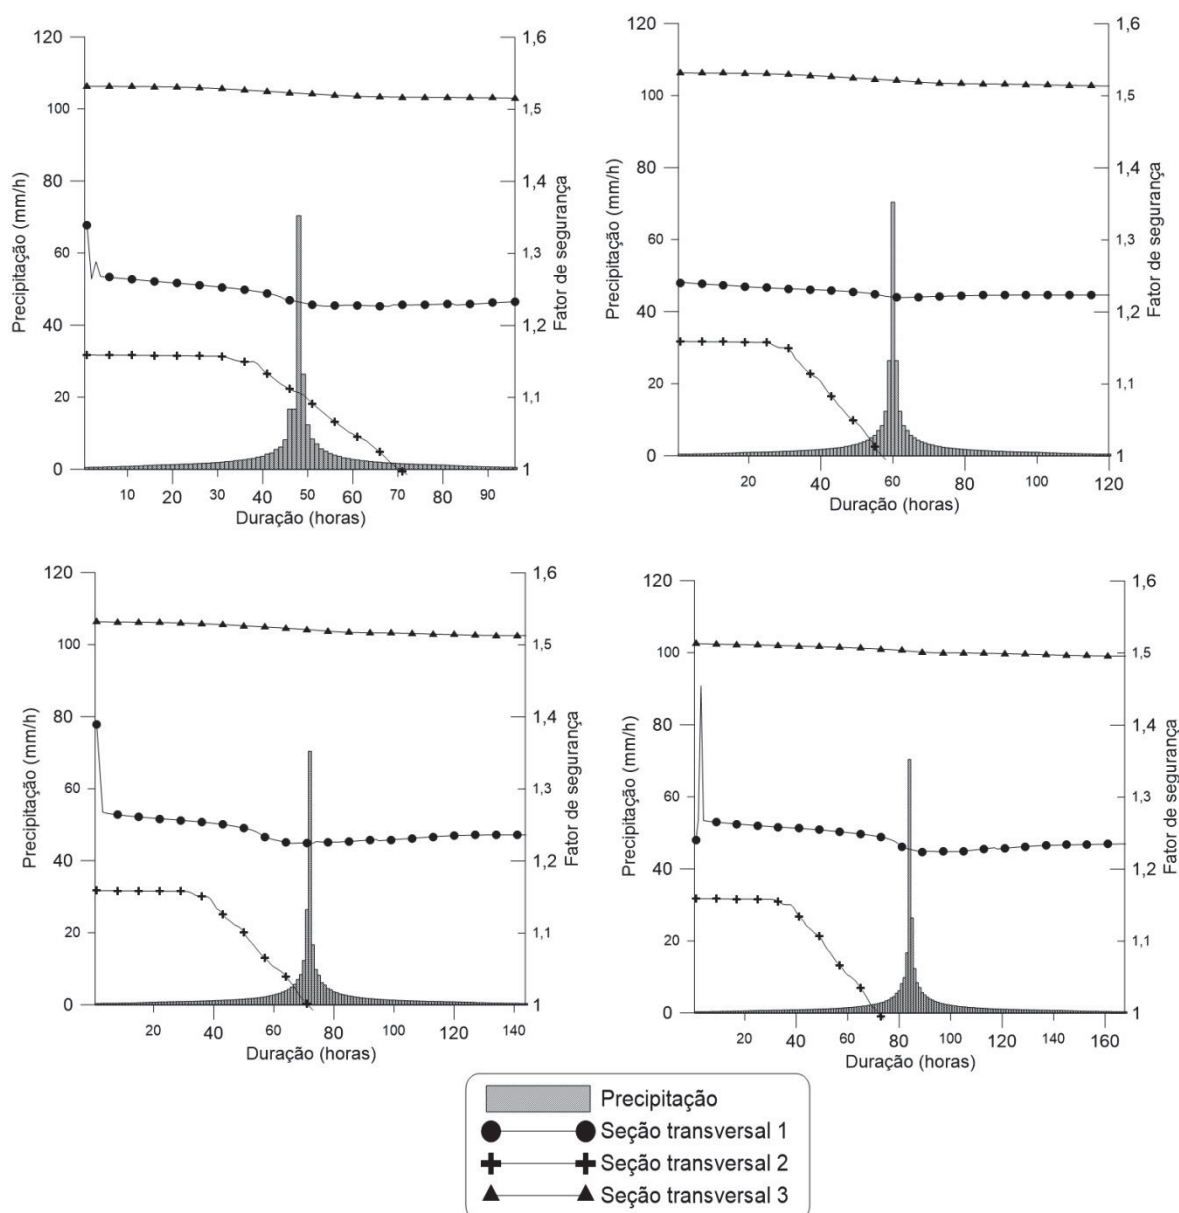 120 1,6
100 1,5
80 1,4
60 1,3
40 1,2
20 1,1
0 1
Precipitação (mm/h)
Fator de segurança
10 20 30 40 50 60 70 80 90
Duração (horas)
120 1,6
100 1,5
80 1,4
60 1,3
40 1,2
20 1,1
0 1
Precipitação (mm/h)
Fator de segurança
20 40 60 80 100 120
Duração (horas)
120 1,6
100 1,5
80 1,4
60 1,3
40 1,2
20 1,1
0 1
Precipitação (mm/h)
Fator de segurança
20 40 60 80 100 120 140
Duração (horas)
120 1,6
100 1,5
80 1,4
60 1,3
40 1,2
20 1,1
0 1
Precipitação (mm/h)
Fator de segurança
20 40 60 80 100 120 140 160
Duração (horas)
Precipitação
Seção transversal 1
Seção transversal 2
Seção transversal 3